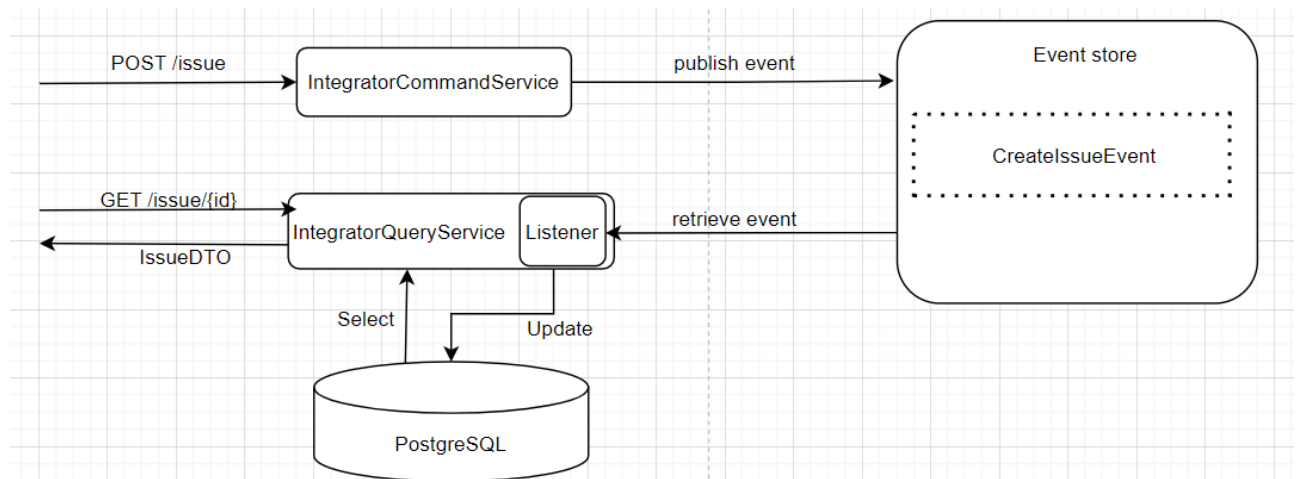 POST /issue
IntegratorCommandService
publish event
Event store
CreateIssueEvent
GET /issue/{id}
IntegratorQueryService
Listener
retrieve event
IssueDTO
Select
Update
PostgreSQL